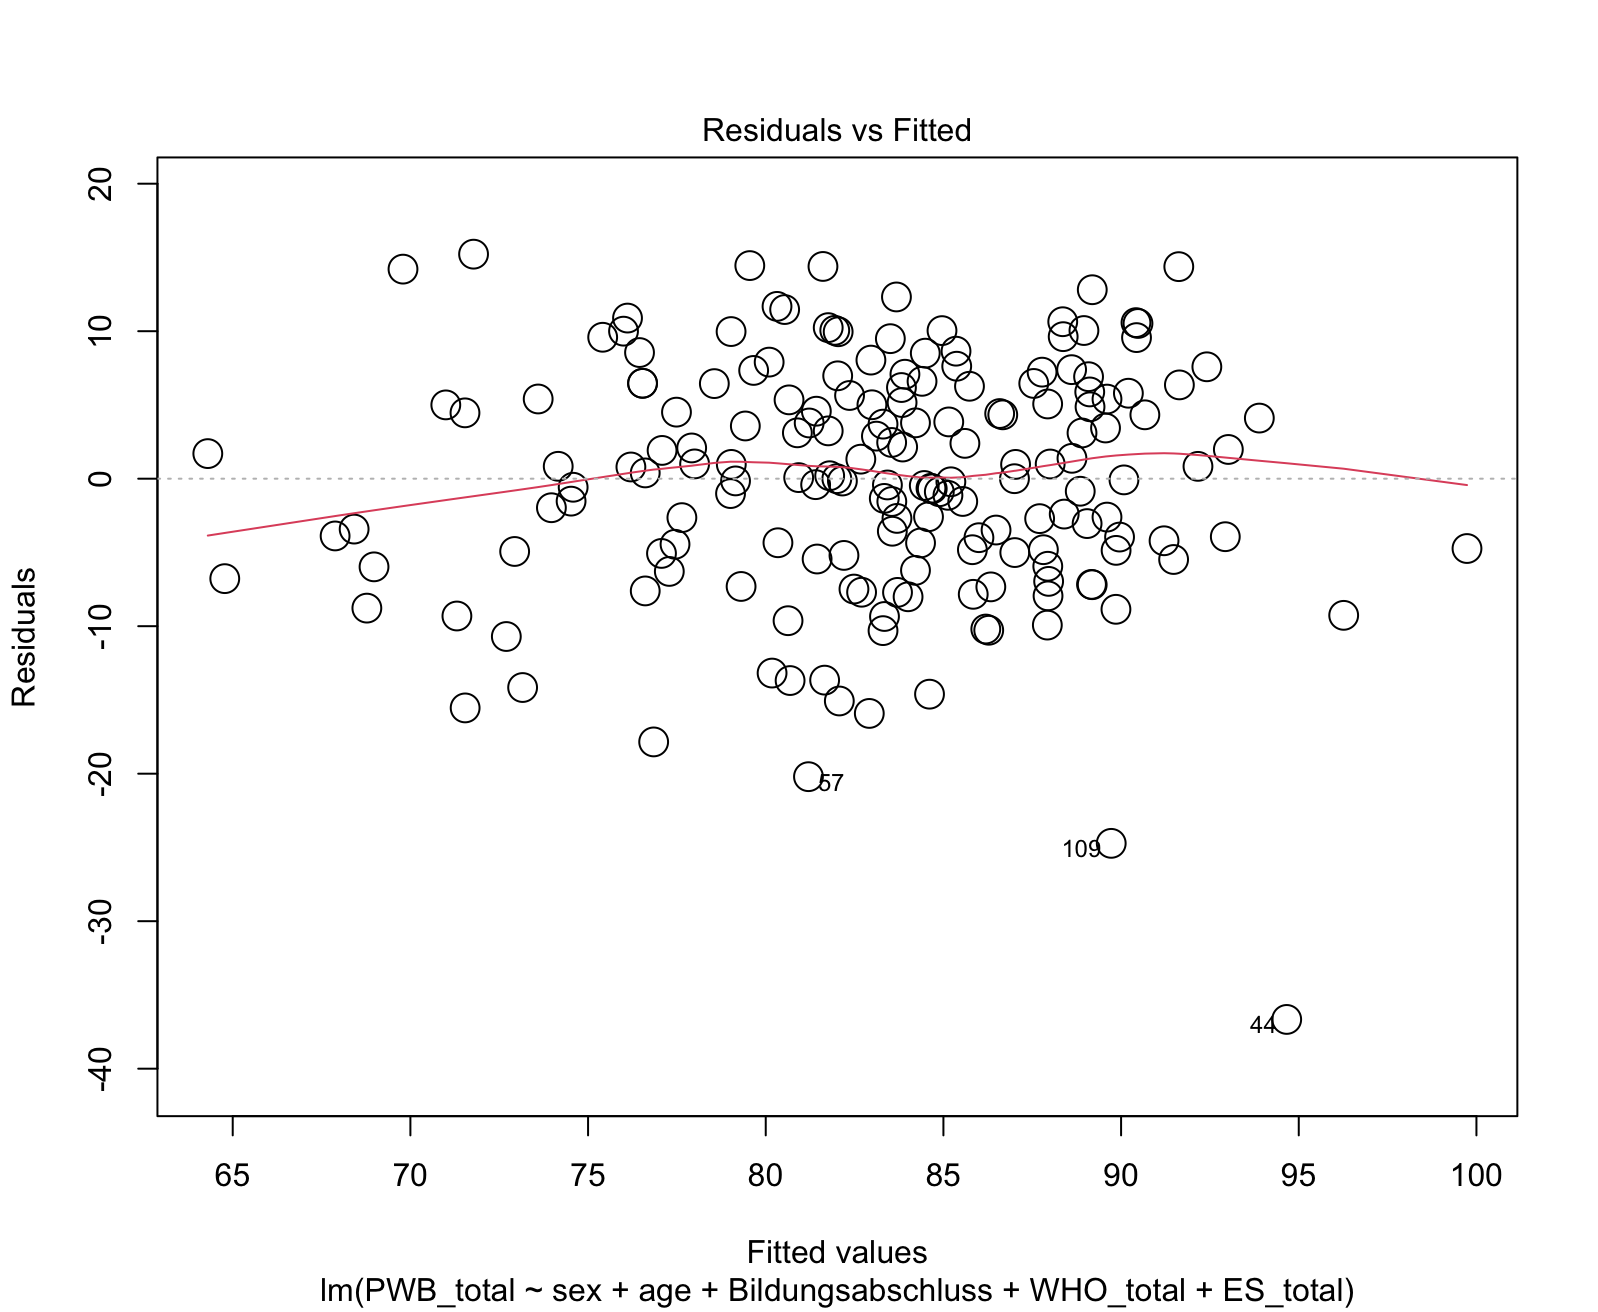 Residuals vs Fitted
20
10
0
-10
-20
-30
-40
Residuals
57
109
44
65 70 75 80 85 90 95 100
Fitted values
lm(PWB_total ~ sex + age + Bildungsabschluss + WHO_total + ES_total)